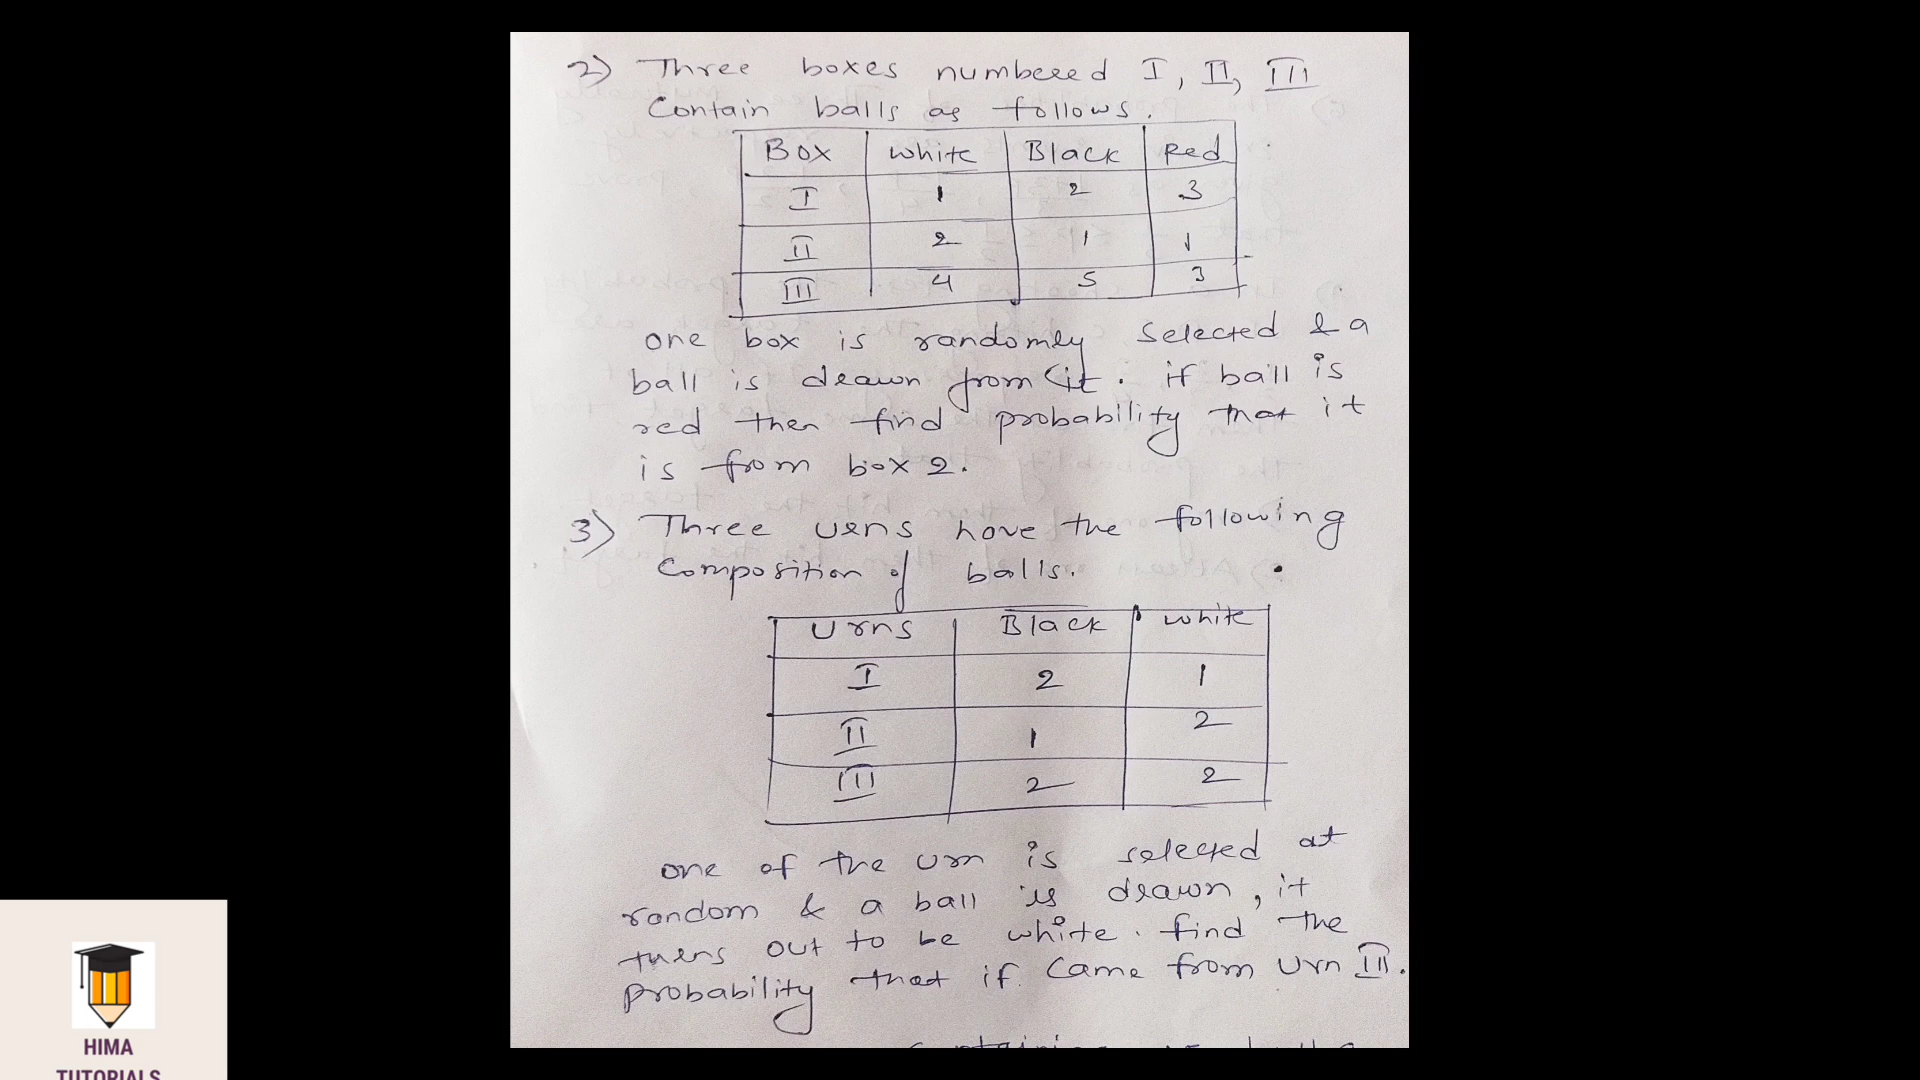 2) Three boxes numbered I, II, III
Contain balls as follows.
Box White Black Red
I 1 2 3
II 2 1 1
III 4 5 3
one box is randomly selected & a
ball is drawn from it. if ball is
red then find probability that it
is from box 2.
3) Three urns have the following
composition of balls.
Urns Black white
I 2 1
II 1 2
III 2 2
one of the urn is selected at
random & a ball is drawn, it
turns out to be white. find the
probability that if came from urn III.
HIMA
TUTORIALS